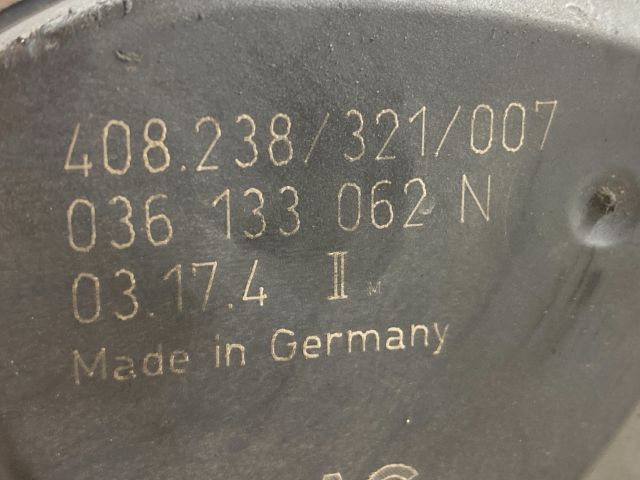 408.238/321/007
036 133 062 N
03.17.4 II M
Made in Germany